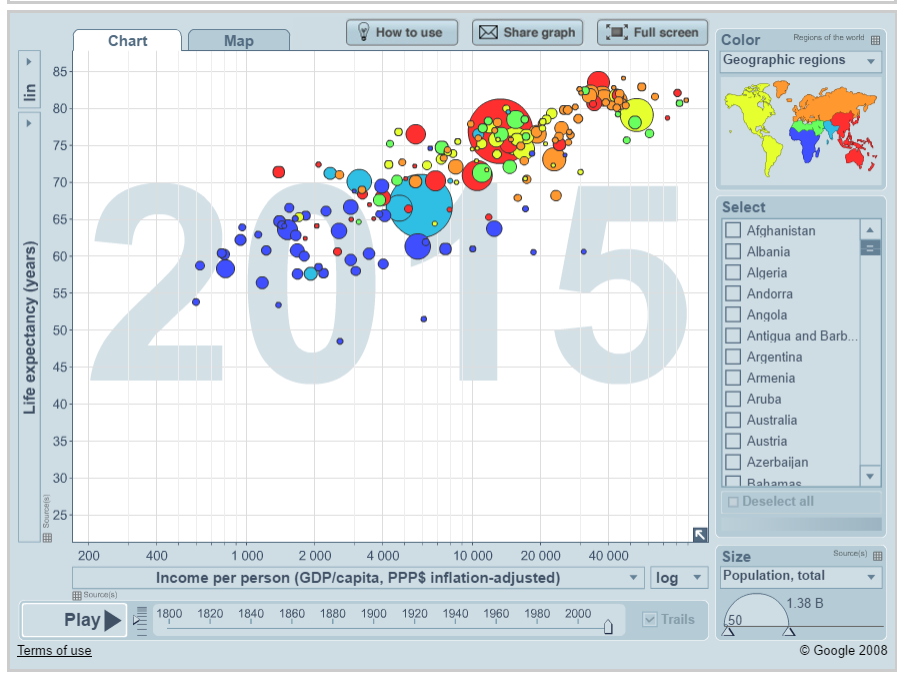 Chart
Map
How to use
Share graph
Full screen
Color
Regions of the world
Geographic regions
lin
Life expectancy (years)
Source(s)
85
80
75
70
65
60
55
50
45
40
35
30
25
2015
200
400
1 000
2 000
4 000
10 000
20 000
40 000
Income per person (GDP/capita, PPP$ inflation-adjusted)
log
Source(s)
Select
Afghanistan
Albania
Algeria
Andorra
Angola
Antigua and Barb...
Argentina
Armenia
Aruba
Australia
Austria
Azerbaijan
Bahamas
Deselect all
Size
Source(s)
Population, total
1.38 B
50
Play
1800 1820 1840 1860 1880 1900 1920 1940 1960 1980 2000
Trails
Terms of use
© Google 2008